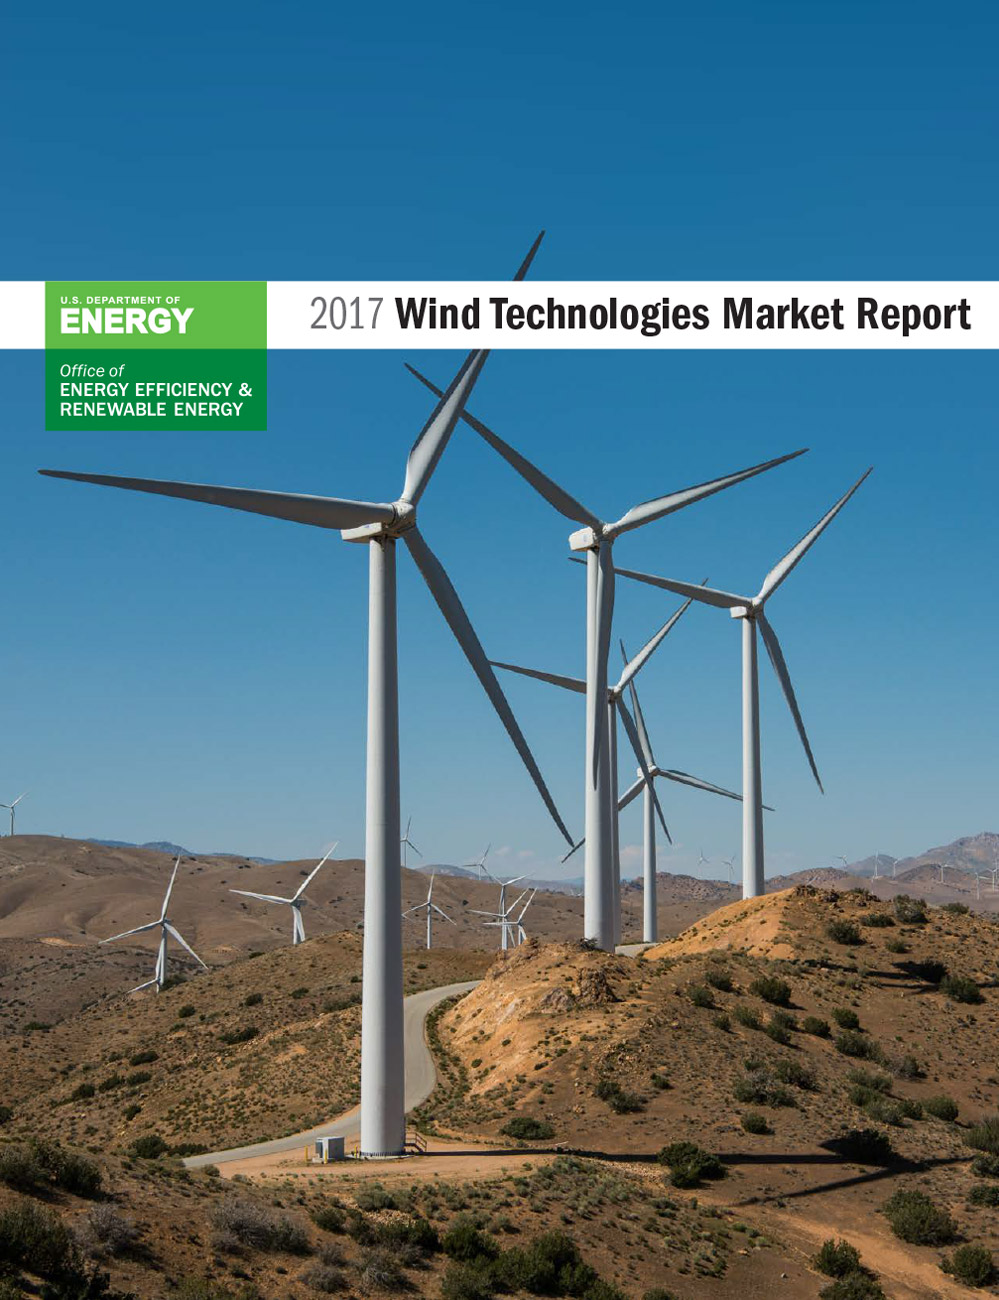 U.S. DEPARTMENT OF
ENERGY
2017 Wind Technologies Market Report
Office of
ENERGY EFFICIENCY &
RENEWABLE ENERGY